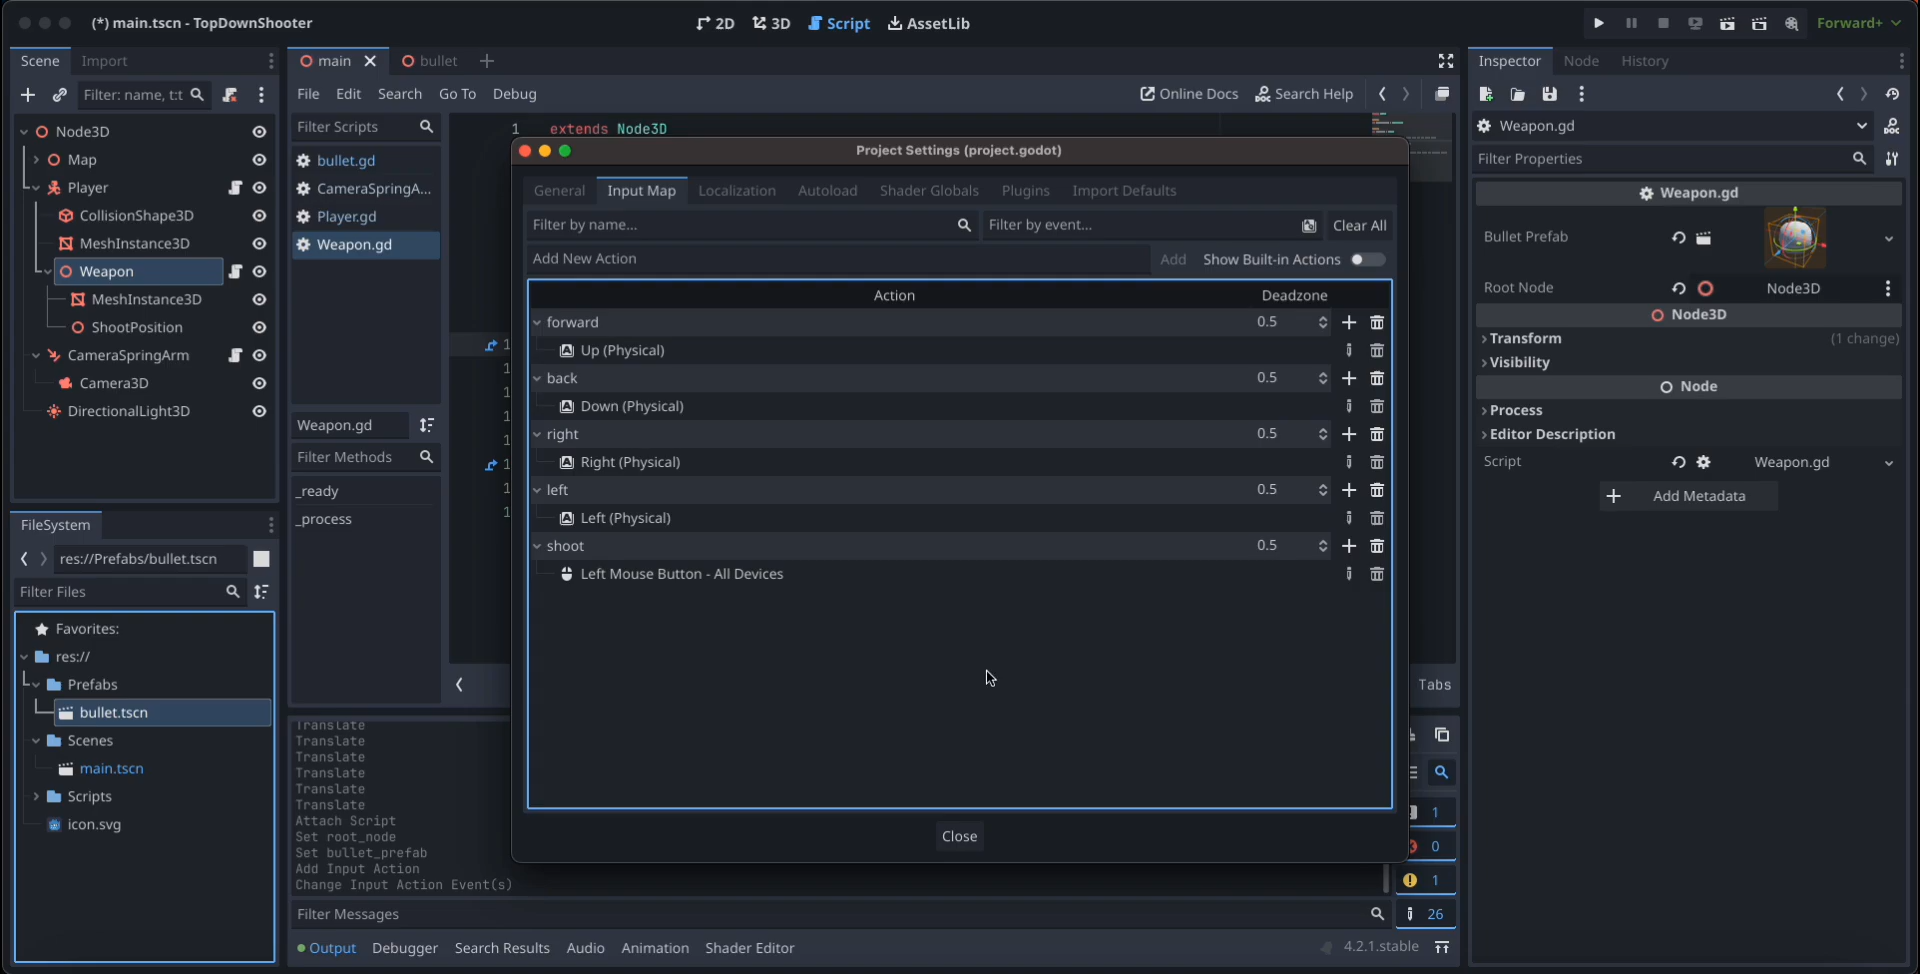 (*) main.tscn - TopDownShooter
2D
3D
Script
AssetLib
Forward+
Scene
Import
Filter: name, t:t
Node3D
Map
Player
CollisionShape3D
MeshInstance3D
Weapon
MeshInstance3D
ShootPosition
CameraSpringArm
Camera3D
DirectionalLight3D
FileSystem
res://Prefabs/bullet.tscn
Filter Files
Favorites:
res://
Prefabs
bullet.tscn
Scenes
main.tscn
Scripts
icon.svg
main
bullet
File Edit Search Go To Debug
Online Docs
Search Help
Filter Scripts
bullet.gd
CameraSpringA...
Player.gd
Weapon.gd
Weapon.gd
Filter Methods
_ready
_process
1 extends Node3D
Project Settings (project.godot)
General Input Map Localization Autoload Shader Globals Plugins Import Defaults
Filter by name...
Filter by event...
Clear All
Add New Action
Add
Show Built-in Actions
Action Deadzone
forward 0.5
Up (Physical)
back 0.5
Down (Physical)
right 0.5
Right (Physical)
left 0.5
Left (Physical)
shoot 0.5
Left Mouse Button - All Devices
Close
Tabs
Translate
Translate
Translate
Translate
Translate
Translate
Attach Script
Set root_node
Set bullet_prefab
Add Input Action
Change Input Action Event(s)
1
0
1
26
Filter Messages
Output Debugger Search Results Audio Animation Shader Editor
4.2.1.stable
Inspector Node History
Weapon.gd
Filter Properties
Weapon.gd
Bullet Prefab
Root Node
Node3D
Node3D
Transform (1 change)
Visibility
Node
Process
Editor Description
Script
Weapon.gd
Add Metadata